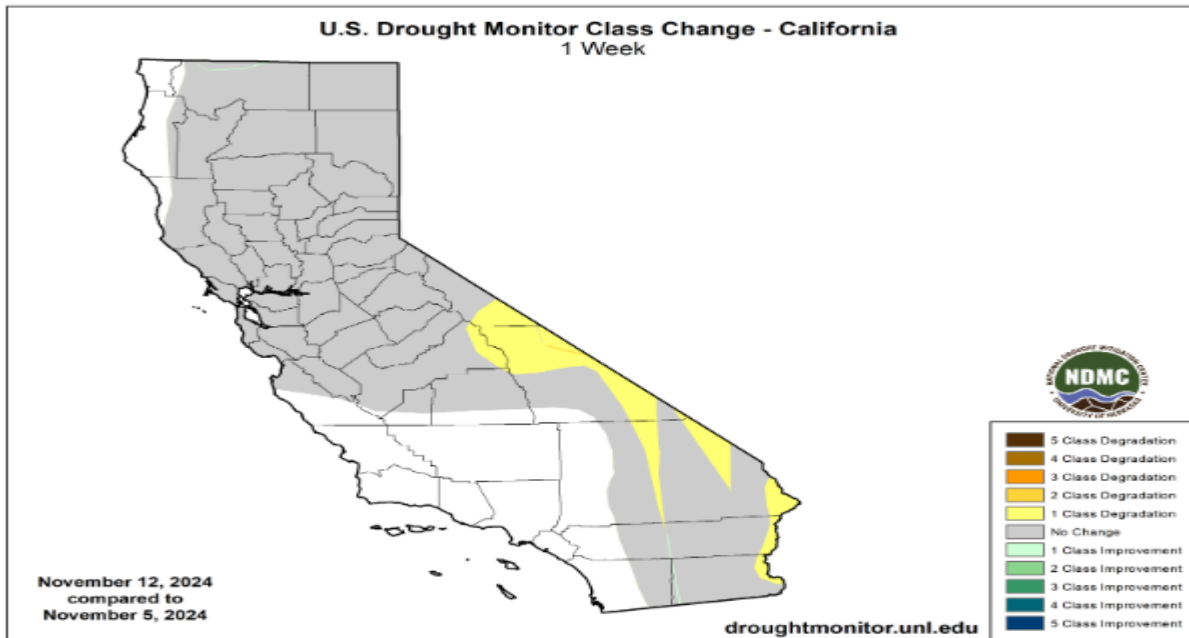 U.S. Drought Monitor Class Change - California
1 Week
NDMC
5 Class Degradation
4 Class Degradation
3 Class Degradation
2 Class Degradation
1 Class Degradation
No Change
1 Class Improvement
2 Class Improvement
3 Class Improvement
4 Class Improvement
5 Class Improvement
November 12, 2024
compared to
November 5, 2024
droughtmonitor.unl.edu